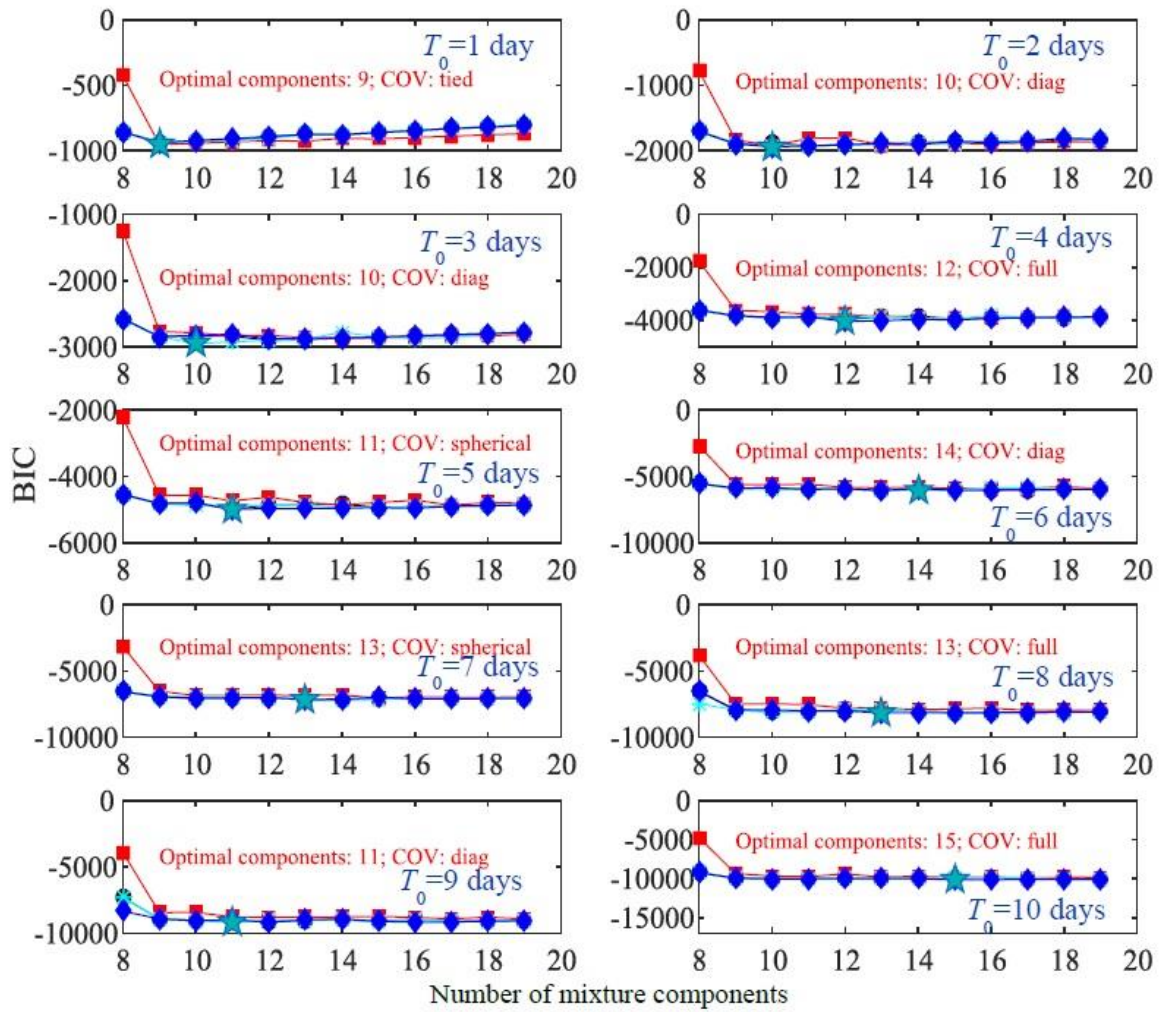 0
-500
-1000
T0=1 day
Optimal components: 9; COV: tied
8 10 12 14 16 18 20
0
-1000
-2000
T0=2 days
Optimal components: 10; COV: diag
8 10 12 14 16 18 20
-1000
-2000
-3000
T0=3 days
Optimal components: 10; COV: diag
8 10 12 14 16 18 20
0
-2000
-4000
T0=4 days
Optimal components: 12; COV: full
8 10 12 14 16 18 20
BIC
-2000
-4000
-6000
Optimal components: 11; COV: spherical
T0=5 days
8 10 12 14 16 18 20
0
-5000
-10000
Optimal components: 14; COV: diag
T0=6 days
8 10 12 14 16 18 20
0
-5000
-10000
Optimal components: 13; COV: spherical
T0=7 days
8 10 12 14 16 18 20
0
-5000
-10000
Optimal components: 13; COV: full
T0=8 days
8 10 12 14 16 18 20
0
-5000
-10000
Optimal components: 11; COV: diag
T0=9 days
8 10 12 14 16 18 20
0
-5000
-10000
-15000
Optimal components: 15; COV: full
T0=10 days
8 10 12 14 16 18 20
Number of mixture components